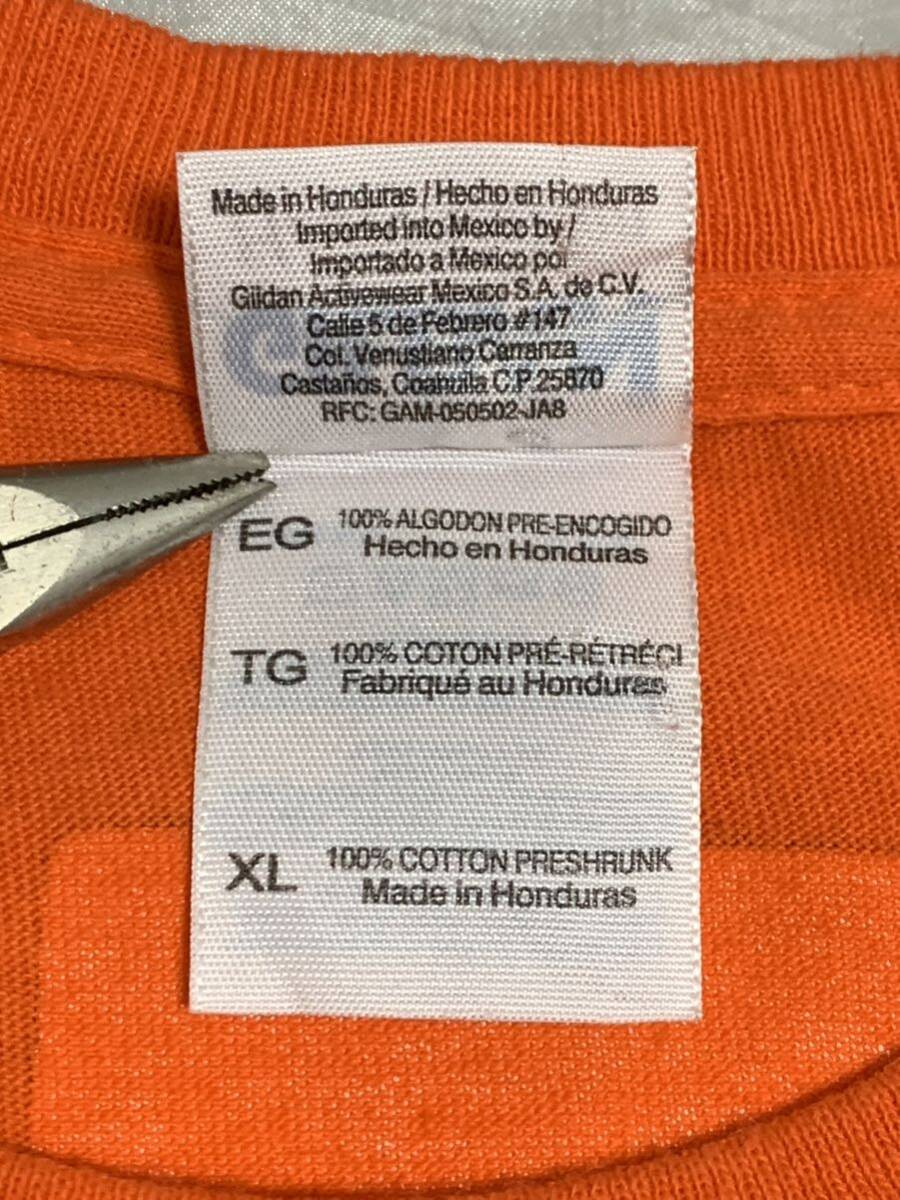 Made in Honduras / Hecho en Honduras
Imported into Mexico by /
Importado a Mexico por
Gildan Activewear Mexico S.A. de C.V.
Calle 5 de Febrero #147
Col. Venustiano Carranza
Castaños, Coahuila C.P. 25870
RFC: GAM-050502-JA8
EG 100% ALGODON PRE-ENCOGIDO
Hecho en Honduras
TG 100% COTON PRÉ-RÉTRÉCI
Fabriqué au Honduras
XL 100% COTTON PRESHRUNK
Made in Honduras